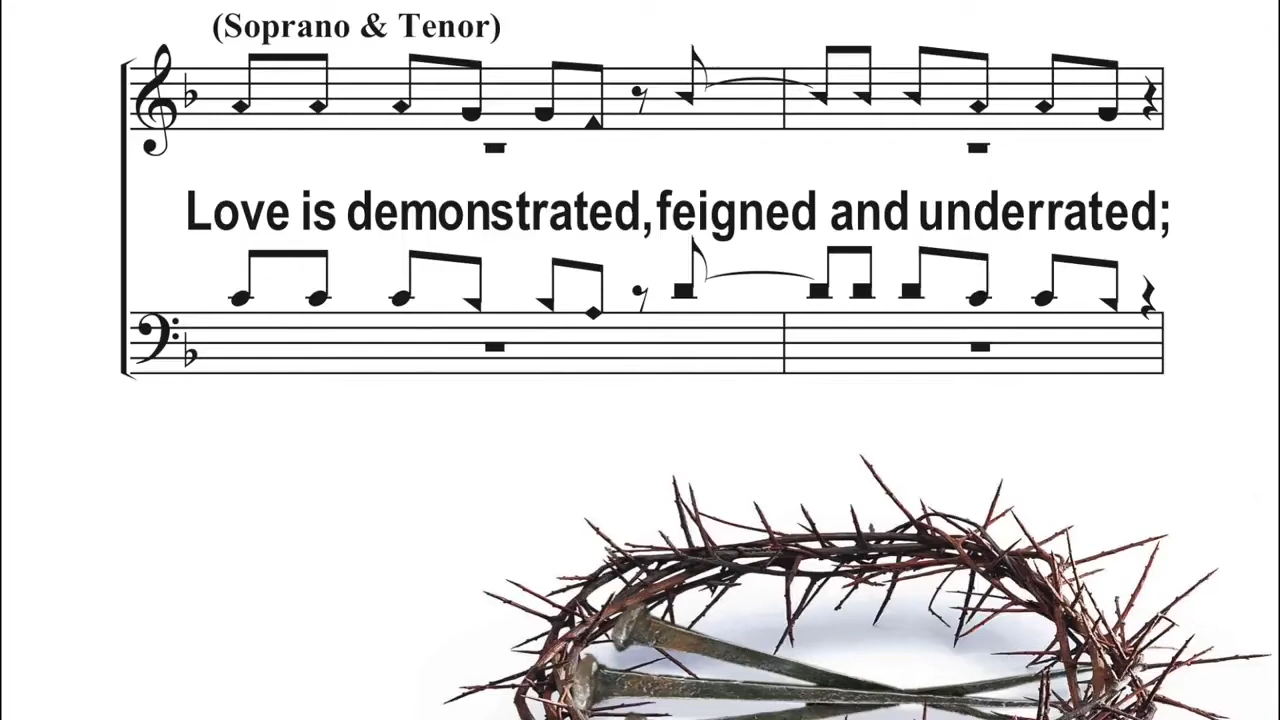 (Soprano & Tenor)
Love is demonstrated, feigned and underrated;